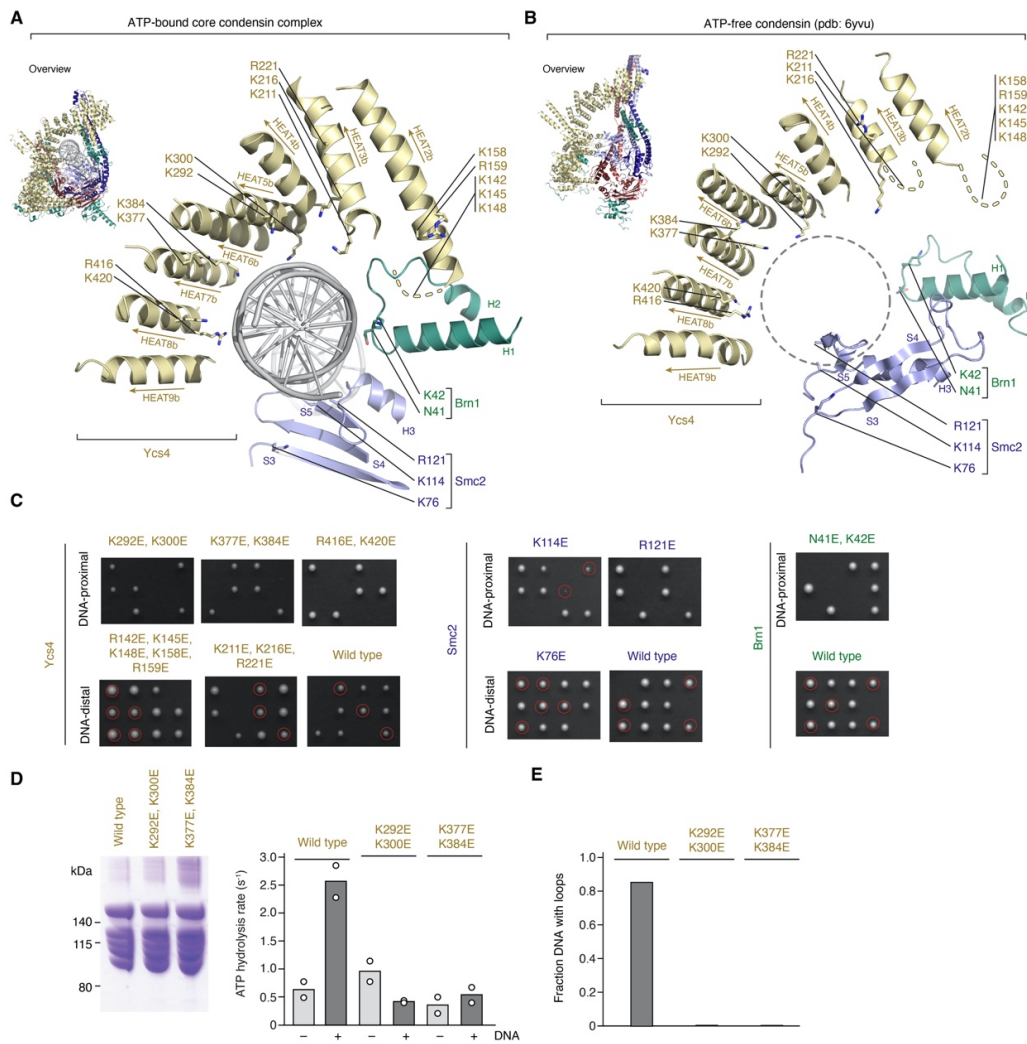 A
ATP-bound core condensin complex
Overview
R221
K216
K211
HEAT4b
HEAT3b
HEAT2b
K300
K292
HEAT5b
K158
R159
K142
K145
K148
K384
K377
HEAT6b
R416
K420
HEAT7b
HEAT8b
HEAT9b
H2
H1
K42
N41
Brn1
S5
H3
S3
S4
R121
K114
K76
Smc2
Ycs4
B
ATP-free condensin (pdb: 6yvu)
Overview
R221
K211
K216
HEAT4b
HEAT3b
HEAT2b
K158
R159
K142
K145
K148
K300
K292
HEAT5b
K384
K377
HEAT6b
HEAT7b
K420
R416
HEAT8b
HEAT9b
H1
S4
S5
H3
S3
K42
N41
Brn1
R121
K114
K76
Smc2
Ycs4
C
Ycs4
DNA-proximal
K292E, K300E
K377E, K384E
R416E, K420E
DNA-distal
R142E, K145E,
K148E, K158E,
R159E
K211E, K216E,
R221E
Wild type
Smc2
DNA-proximal
K114E
R121E
DNA-distal
K76E
Wild type
Brn1
DNA-proximal
N41E, K42E
Wild type
D
Wild type
K292E, K300E
K377E, K384E
kDa
140
115
80
Wild type
K292E
K300E
K377E
K384E
ATP hydrolysis rate (s⁻¹)
3.0
2.5
2.0
1.5
1.0
0.5
0
– + – + – + DNA
E
Wild type
K292E
K300E
K377E
K384E
Fraction DNA with loops
1.0
0.8
0.6
0.4
0.2
0